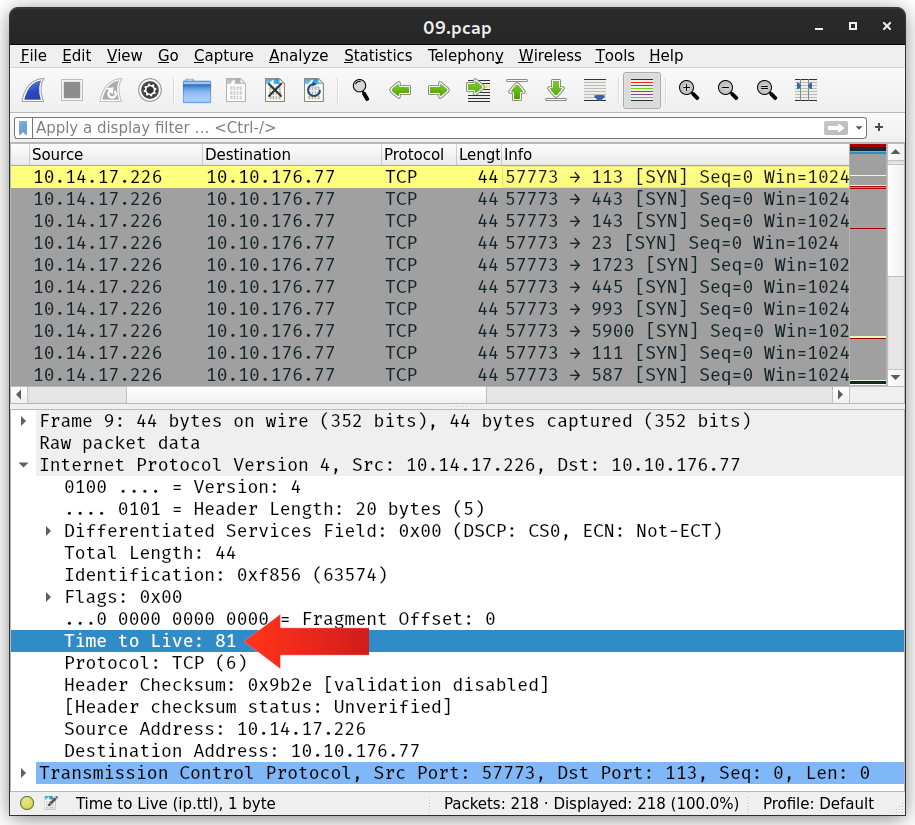 09.pcap
File Edit View Go Capture Analyze Statistics Telephony Wireless Tools Help
Apply a display filter ... <Ctrl-/>
Source Destination Protocol Lengt Info
10.14.17.226 10.10.176.77 TCP 44 57773 → 113 [SYN] Seq=0 Win=1024
10.14.17.226 10.10.176.77 TCP 44 57773 → 443 [SYN] Seq=0 Win=1024
10.14.17.226 10.10.176.77 TCP 44 57773 → 143 [SYN] Seq=0 Win=1024
10.14.17.226 10.10.176.77 TCP 44 57773 → 23 [SYN] Seq=0 Win=1024
10.14.17.226 10.10.176.77 TCP 44 57773 → 1723 [SYN] Seq=0 Win=102
10.14.17.226 10.10.176.77 TCP 44 57773 → 445 [SYN] Seq=0 Win=1024
10.14.17.226 10.10.176.77 TCP 44 57773 → 993 [SYN] Seq=0 Win=1024
10.14.17.226 10.10.176.77 TCP 44 57773 → 5900 [SYN] Seq=0 Win=102
10.14.17.226 10.10.176.77 TCP 44 57773 → 111 [SYN] Seq=0 Win=1024
10.14.17.226 10.10.176.77 TCP 44 57773 → 587 [SYN] Seq=0 Win=1024
Frame 9: 44 bytes on wire (352 bits), 44 bytes captured (352 bits)
Raw packet data
Internet Protocol Version 4, Src: 10.14.17.226, Dst: 10.10.176.77
0100 .... = Version: 4
.... 0101 = Header Length: 20 bytes (5)
Differentiated Services Field: 0x00 (DSCP: CS0, ECN: Not-ECT)
Total Length: 44
Identification: 0xf856 (63574)
Flags: 0x00
...0 0000 0000 0000 = Fragment Offset: 0
Time to Live: 81
Protocol: TCP (6)
Header Checksum: 0x9b2e [validation disabled]
[Header checksum status: Unverified]
Source Address: 10.14.17.226
Destination Address: 10.10.176.77
Transmission Control Protocol, Src Port: 57773, Dst Port: 113, Seq: 0, Len: 0
Time to Live (ip.ttl), 1 byte Packets: 218 · Displayed: 218 (100.0%) Profile: Default